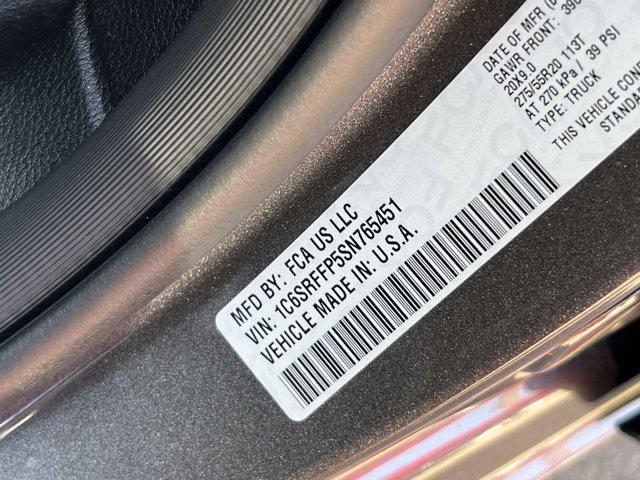 MFD BY: FCA US LLC
VIN: 1C6SRFFP5SN765451
VEHICLE MADE IN: U.S.A.
DATE OF MFR
GAWR FRONT:
20X9.0
275/55R20 113T
AT 270 KPA / 39 PSI
TYPE: TRUCK
THIS VEHICLE